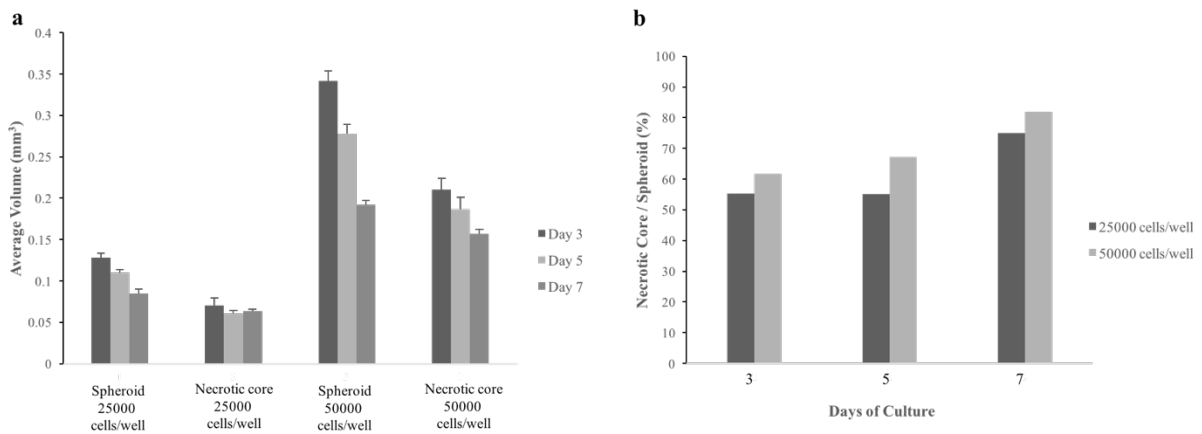 a
0.4
0.35
0.3
0.25
0.2
0.15
0.1
0.05
0
Average Volume (mm³)
Spheroid
25000
cells/well
Necrotic core
25000
cells/well
Spheroid
50000
cells/well
Necrotic core
50000
cells/well
Day 3
Day 5
Day 7
b
100
90
80
70
60
50
40
30
20
10
0
Necrotic Core / Spheroid (%)
3
5
7
Days of Culture
25000 cells/well
50000 cells/well